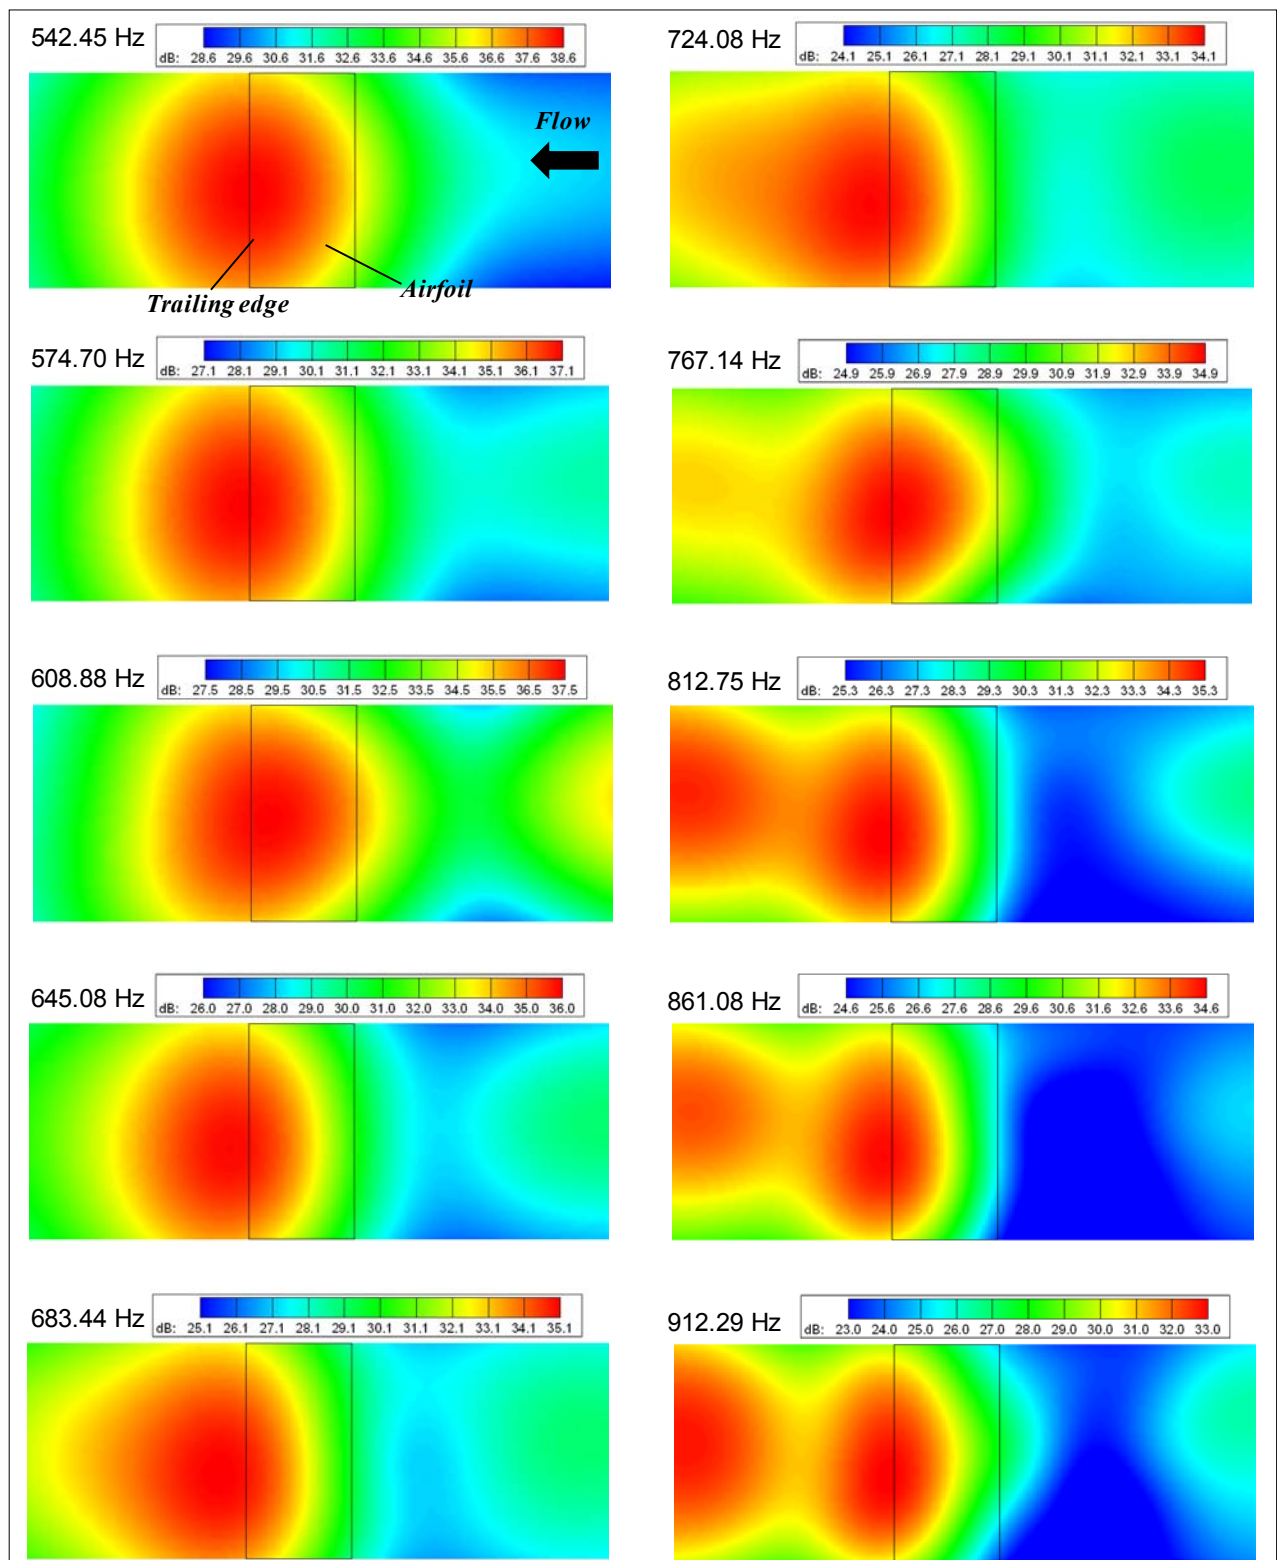 542.45 Hz
dB: 28.6 29.6 30.6 31.6 32.6 33.6 34.6 35.6 36.6 37.6 38.6
Flow
Trailing edge
Airfoil
574.70 Hz
dB: 27.1 28.1 29.1 30.1 31.1 32.1 33.1 34.1 35.1 36.1 37.1
608.88 Hz
dB: 27.5 28.5 29.5 30.5 31.5 32.5 33.5 34.5 35.5 36.5 37.5
645.08 Hz
dB: 26.0 27.0 28.0 29.0 30.0 31.0 32.0 33.0 34.0 35.0 36.0
683.44 Hz
dB: 25.1 26.1 27.1 28.1 29.1 30.1 31.1 32.1 33.1 34.1 35.1
724.08 Hz
dB: 24.1 25.1 26.1 27.1 28.1 29.1 30.1 31.1 32.1 33.1 34.1
767.14 Hz
dB: 24.9 25.9 26.9 27.9 28.9 29.9 30.9 31.9 32.9 33.9 34.9
812.75 Hz
dB: 25.3 26.3 27.3 28.3 29.3 30.3 31.3 32.3 33.3 34.3 35.3
861.08 Hz
dB: 24.6 25.6 26.6 27.6 28.6 29.6 30.6 31.6 32.6 33.6 34.6
912.29 Hz
dB: 23.0 24.0 25.0 26.0 27.0 28.0 29.0 30.0 31.0 32.0 33.0